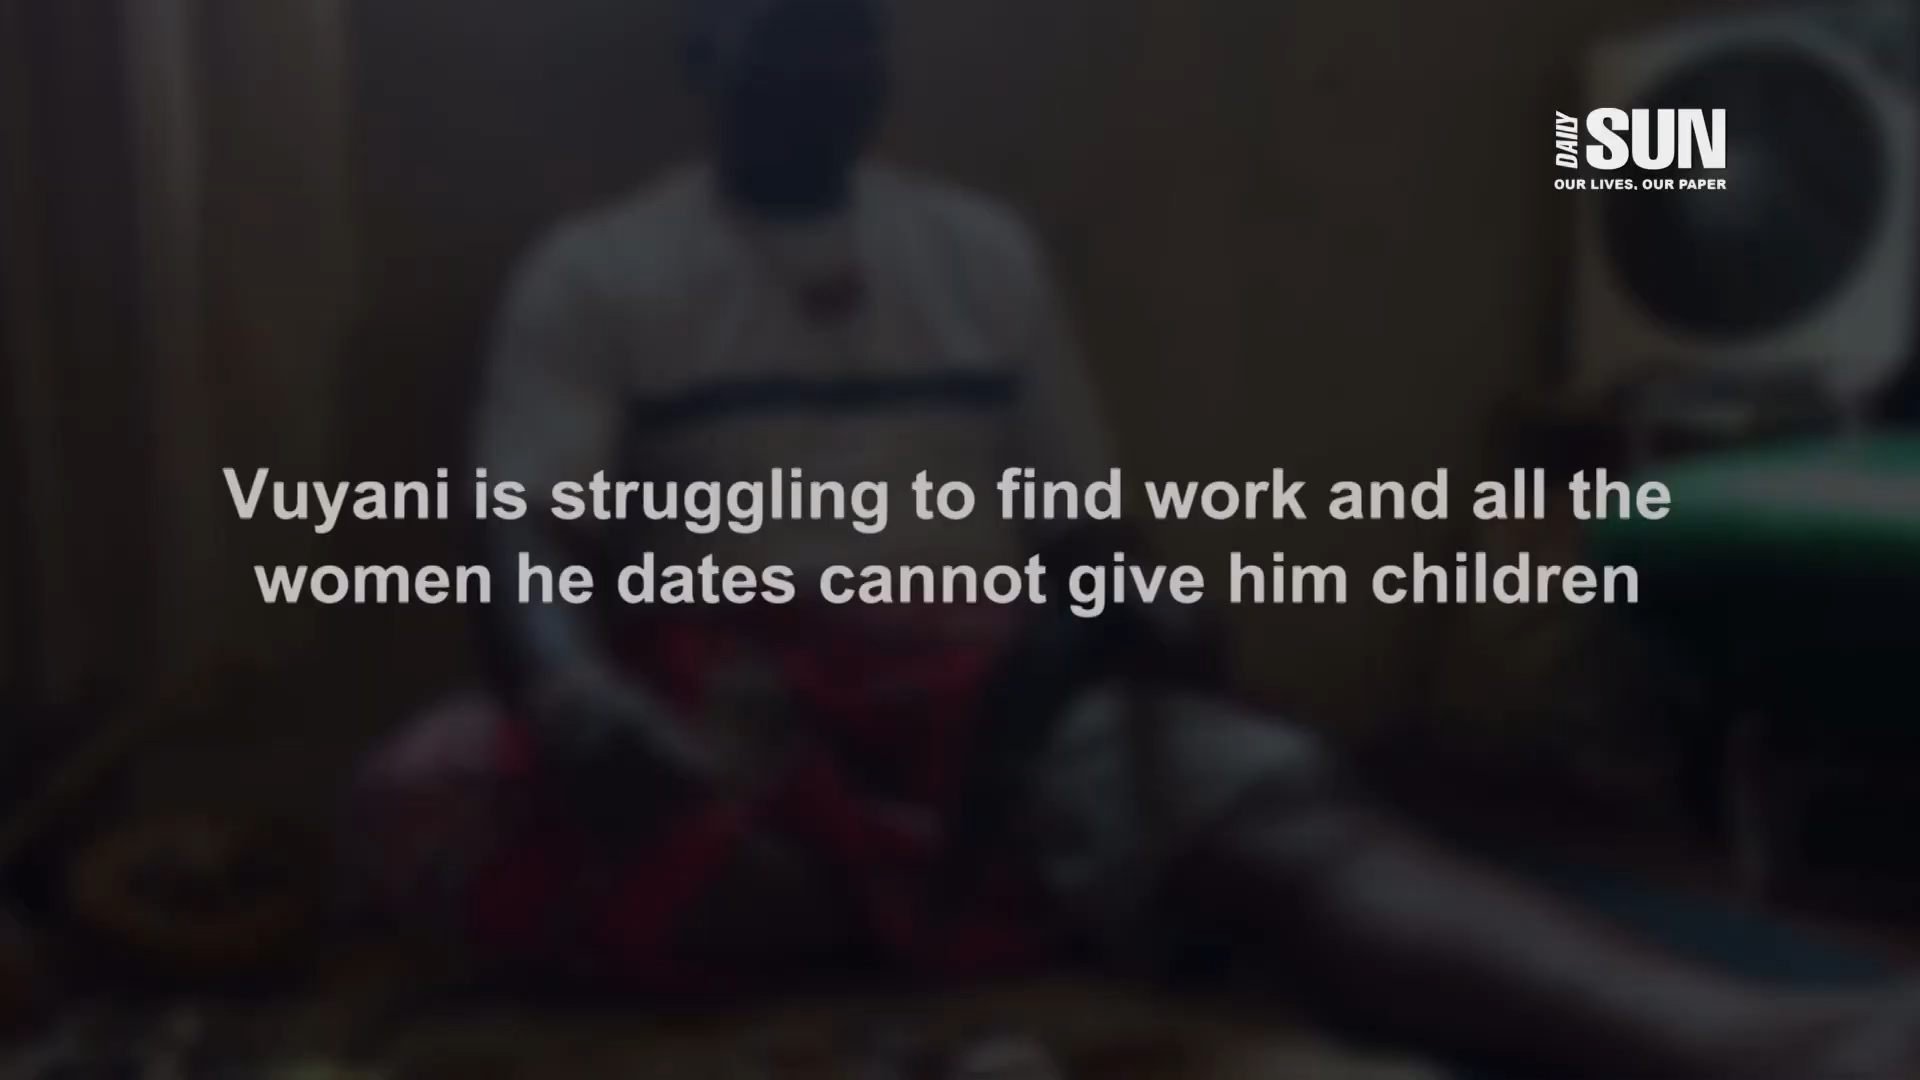 DAILY SUN
OUR LIVES. OUR PAPER
Vuyani is struggling to find work and all the
women he dates cannot give him children